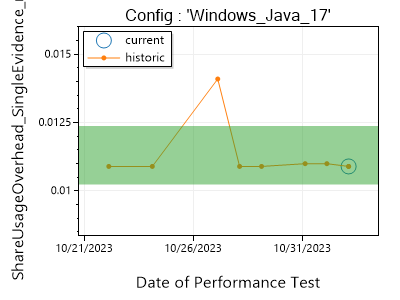 Config : 'Windows_Java_17'
current
historic
0.015
0.0125
0.01
10/21/2023
10/26/2023
10/31/2023
Date of Performance Test
ShareUsageOverhead_SingleEvidence_